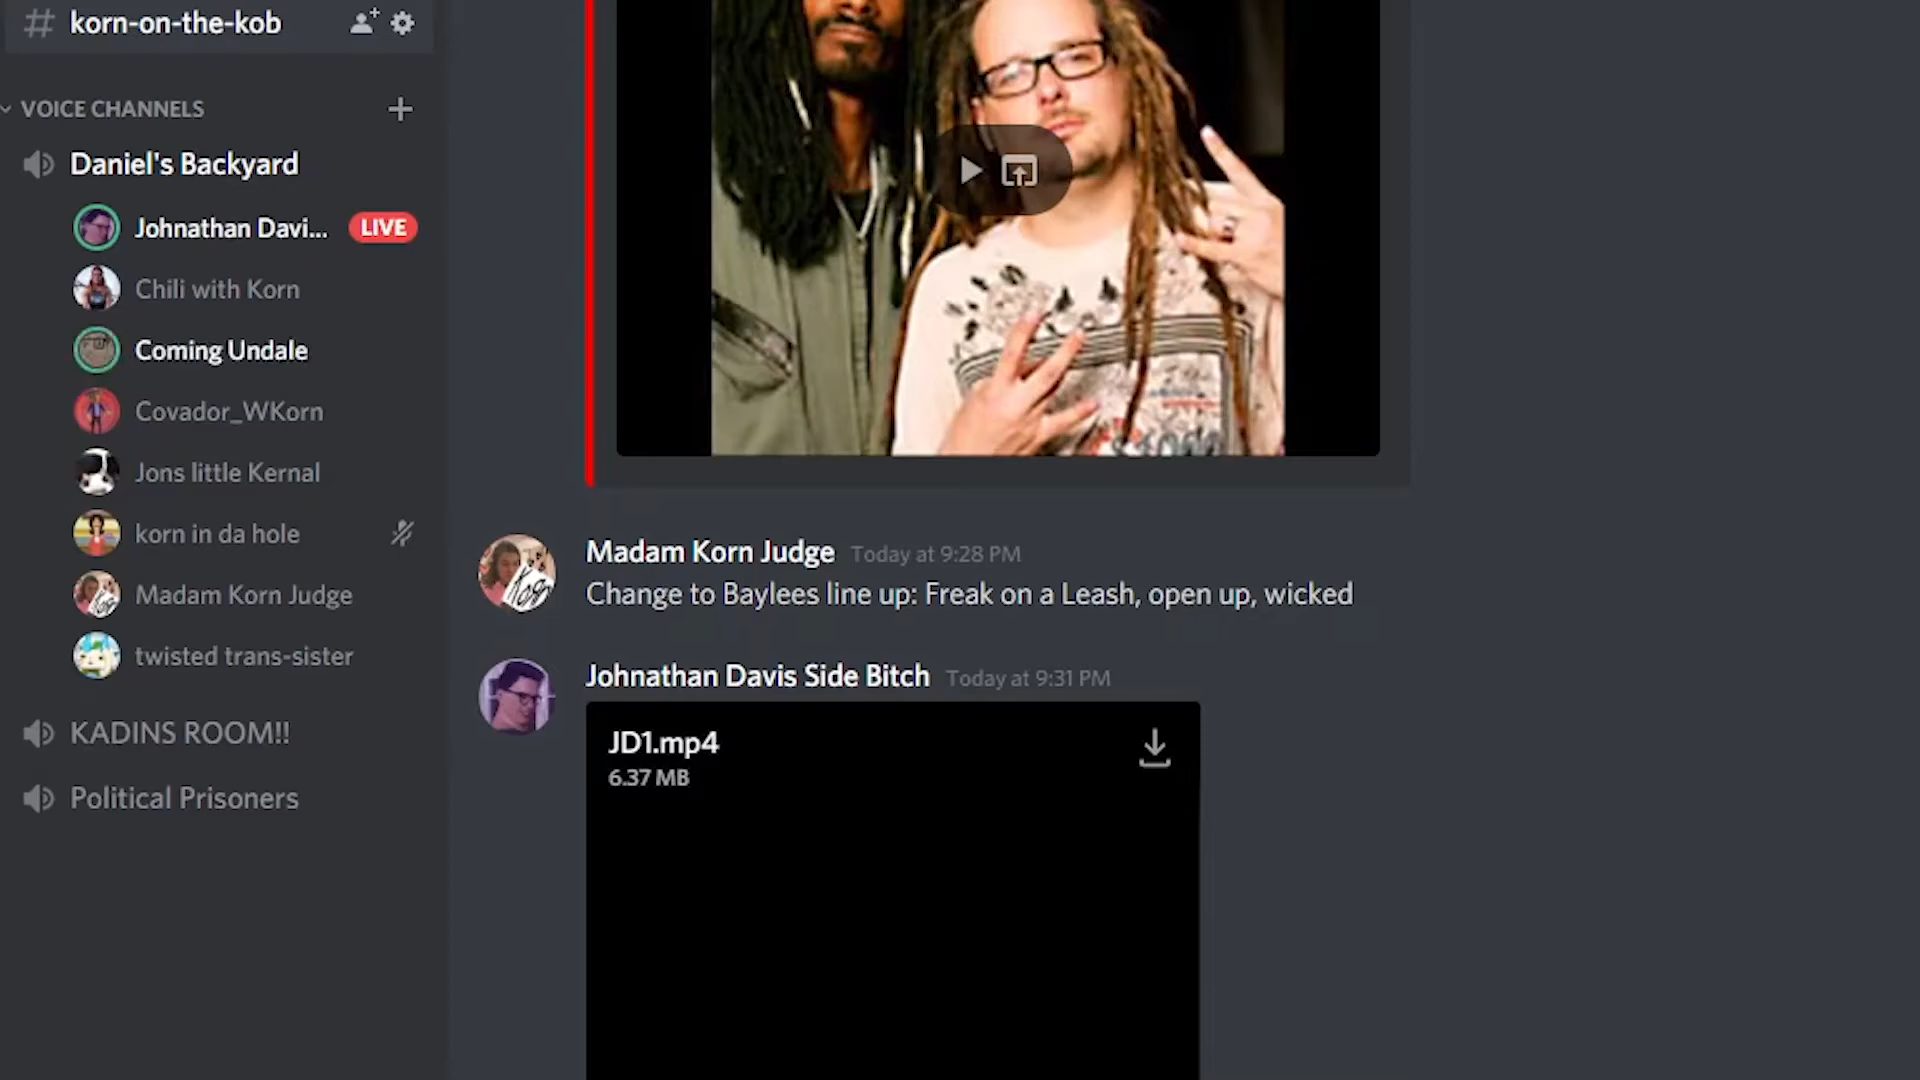 korn-on-the-kob
VOICE CHANNELS
Daniel's Backyard
Johnathan Davi... LIVE
Chili with Korn
Coming Undale
Covador_WKorn
Jons little Kernal
korn in da hole
Madam Korn Judge
twisted trans-sister
KADINS ROOM!!
Political Prisoners
Madam Korn Judge Today at 9:28 PM
Change to Baylees line up: Freak on a Leash, open up, wicked
Johnathan Davis Side Bitch Today at 9:31 PM
JD1.mp4
6.37 MB